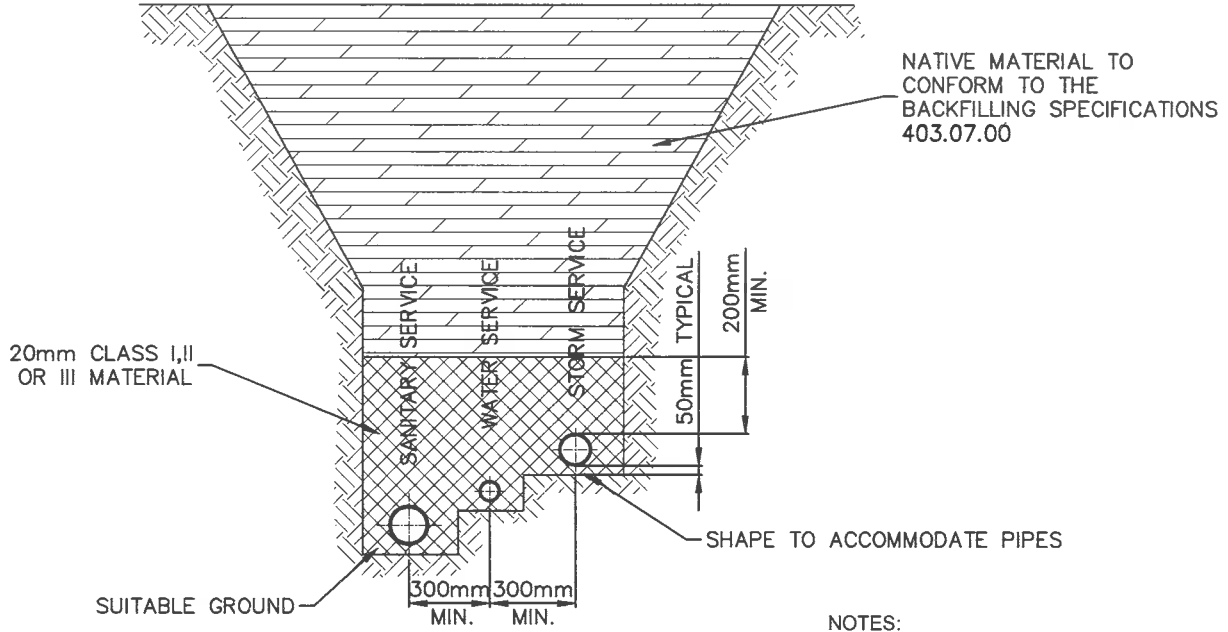 NATIVE MATERIAL TO
CONFORM TO THE
BACKFILLING SPECIFICATIONS
403.07.00
SANITARY SERVICE
WATER SERVICE
STORM SERVICE
50mm TYPICAL
200mm
MIN.
20mm CLASS I,II
OR III MATERIAL
SHAPE TO ACCOMMODATE PIPES
SUITABLE GROUND
300mm
MIN.
300mm
MIN.
NOTES: